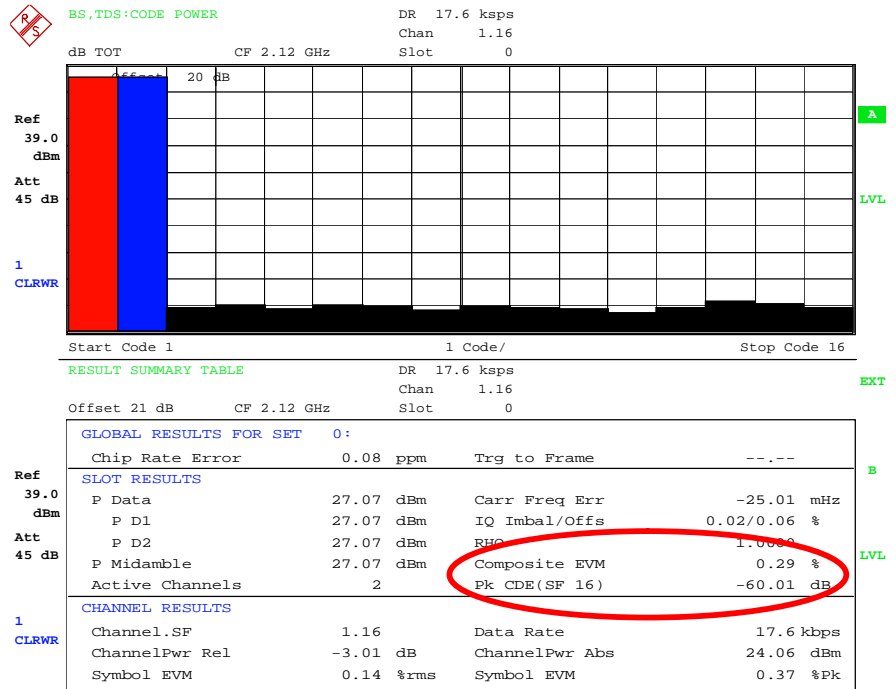 R S
BS,TDS:CODE POWER DR 17.6 ksps
Chan 1.16
dB TOT CF 2.12 GHz Slot 0
Offset 20 dB
Ref
39.0
dBm
Att
45 dB
1
CLRWR
A
LVL
Start Code 1 1 Code/ Stop Code 16
RESULT SUMMARY TABLE DR 17.6 ksps
Chan 1.16
EXT
Offset 21 dB CF 2.12 GHz Slot 0
GLOBAL RESULTS FOR SET 0:
Chip Rate Error 0.08 ppm Trg to Frame --.--
SLOT RESULTS
P Data 27.07 dBm Carr Freq Err -25.01 mHz
P D1 27.07 dBm IQ Imbal/Offs 0.02/0.06 %
P D2 27.07 dBm RHO 1.0000
P Midamble 27.07 dBm Composite EVM 0.29 %
Active Channels 2 Pk CDE(SF 16) -60.01 dB
CHANNEL RESULTS
Channel.SF 1.16 Data Rate 17.6 kbps
ChannelPwr Rel -3.01 dB ChannelPwr Abs 24.06 dBm
Symbol EVM 0.14 %rms Symbol EVM 0.37 %Pk
Ref
39.0
dBm
Att
45 dB
1
CLRWR
B
LVL